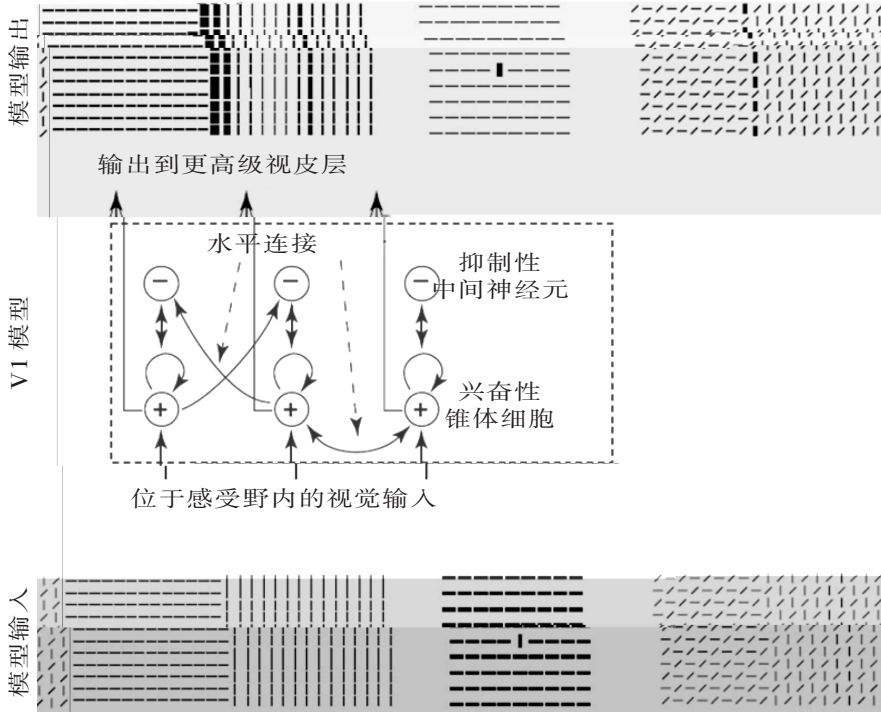 模型输出
输出到更高级视皮层
水平连接
抑制性
中间神经元
V1 模型
兴奋性
锥体细胞
位于感受野内的视觉输入
模型输入